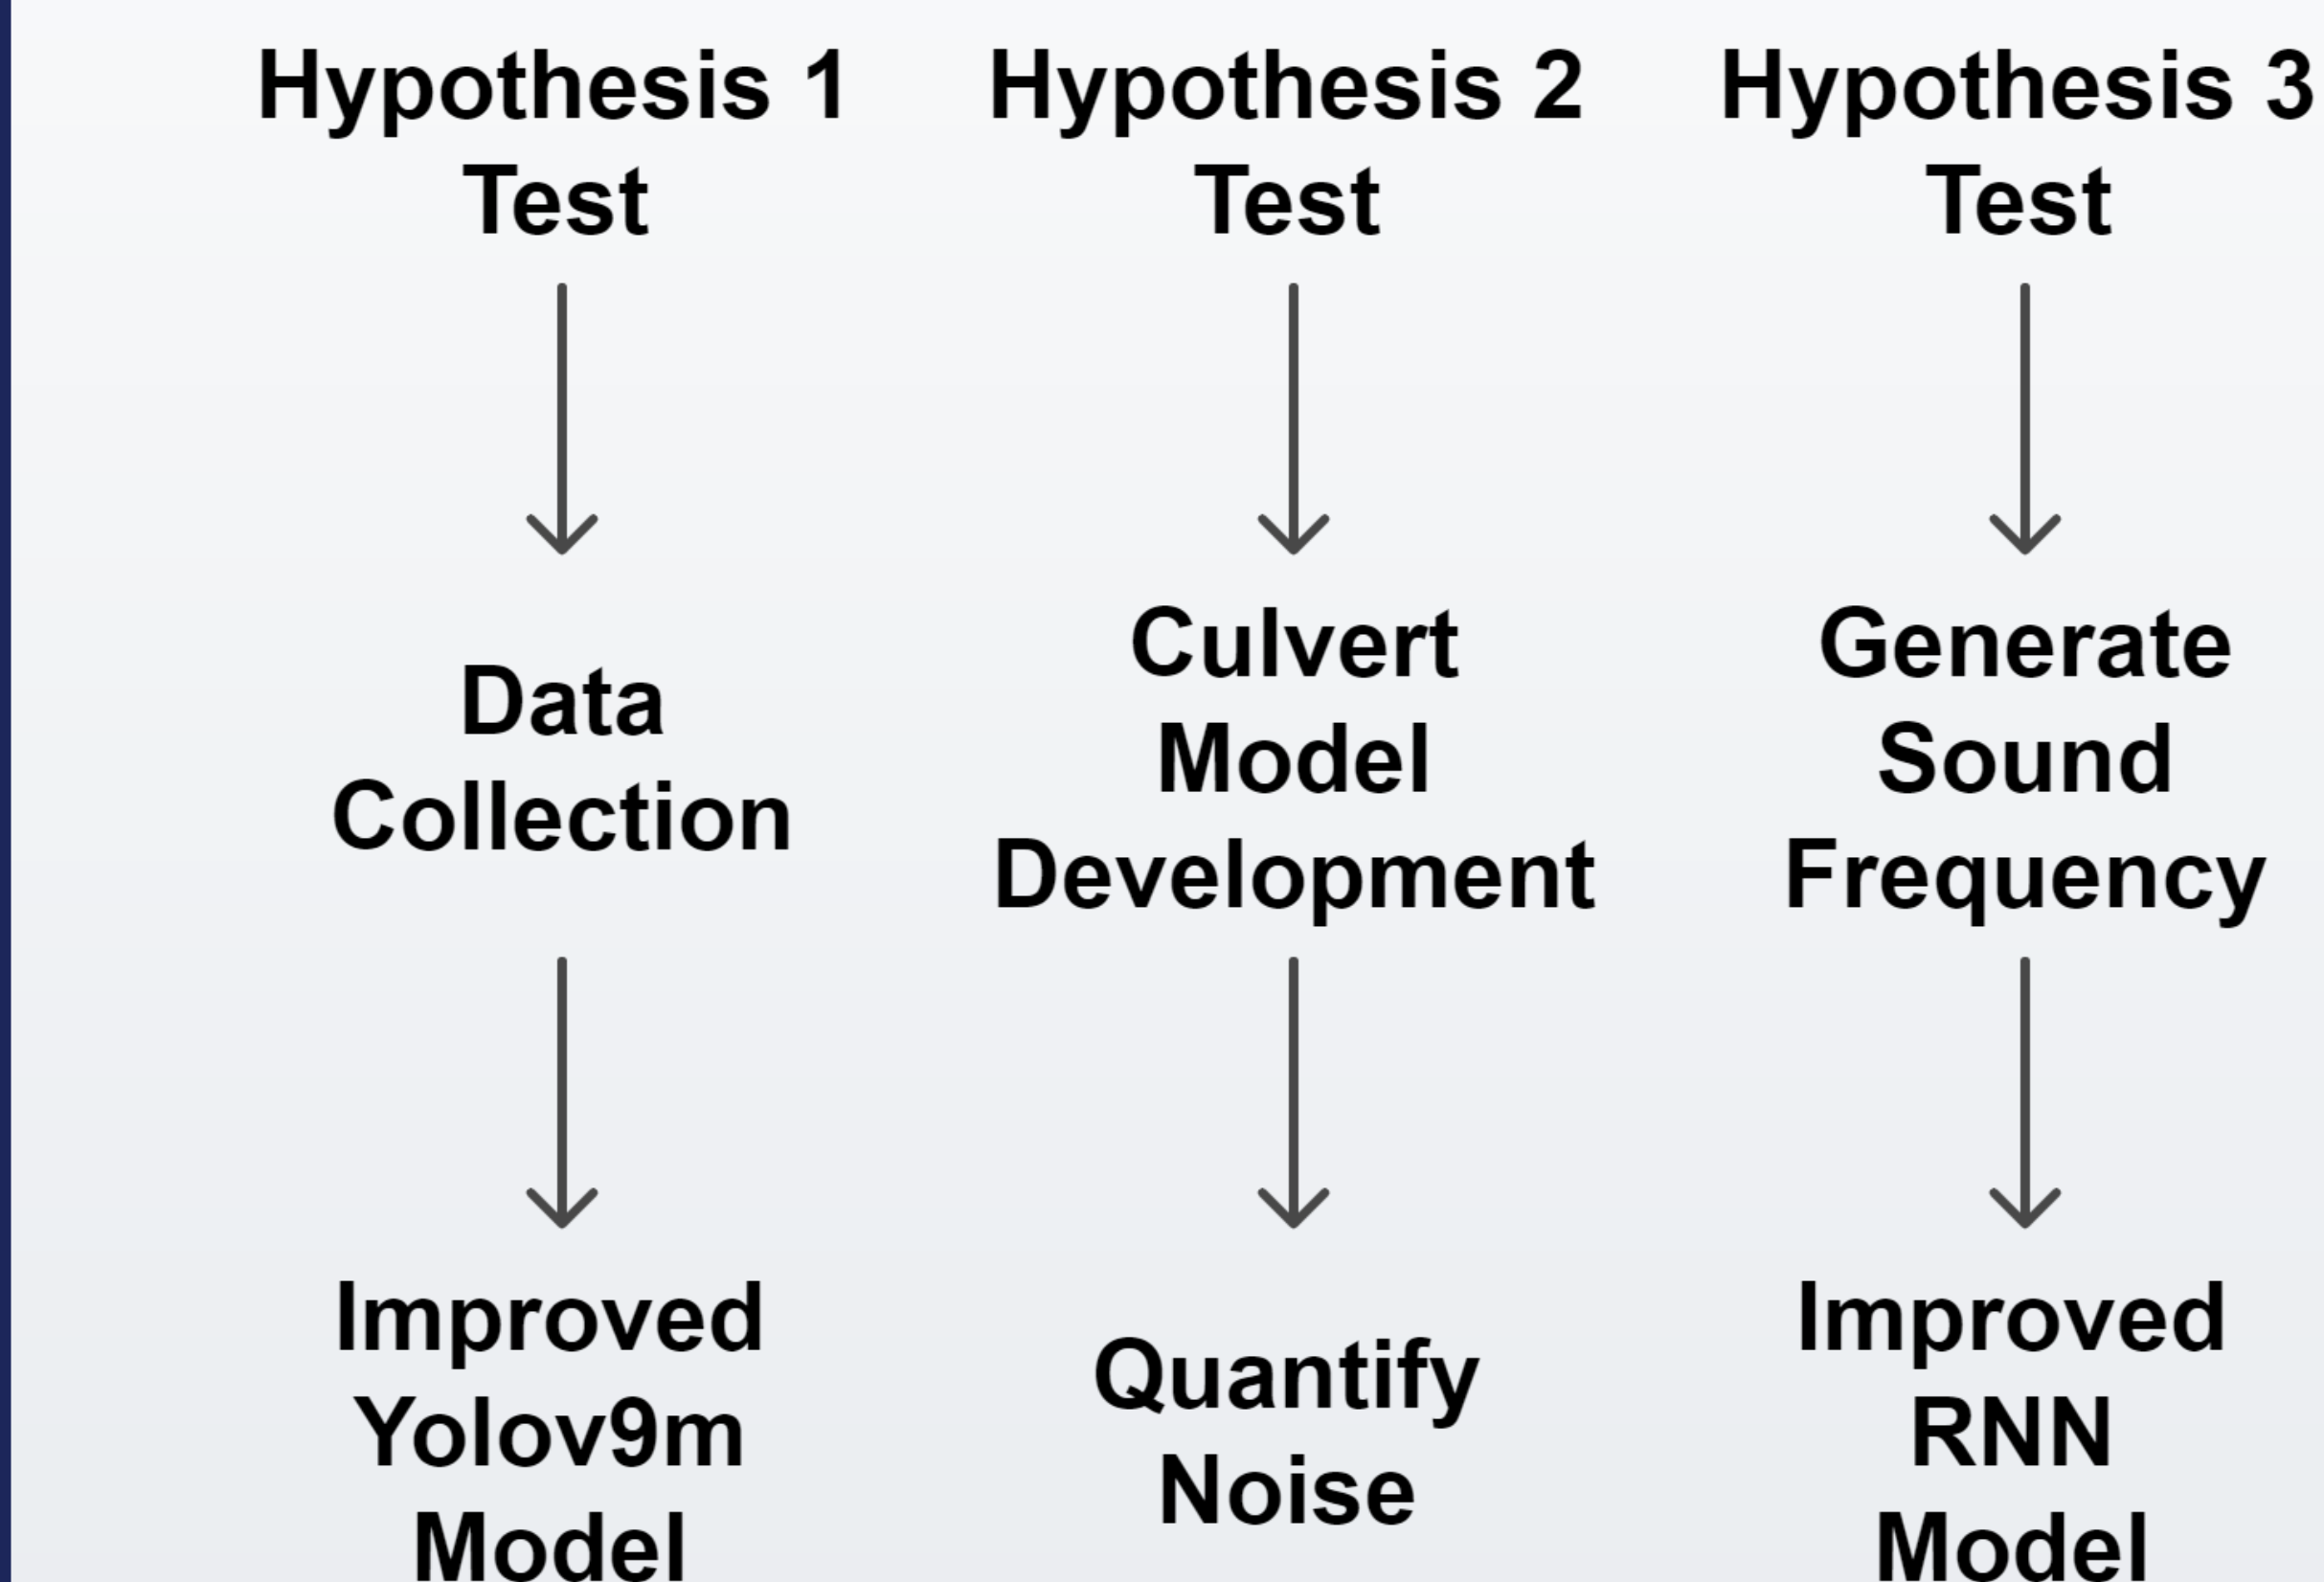 Hypothesis 1
Test
Hypothesis 2
Test
Hypothesis 3
Test
Data
Collection
Culvert
Model
Development
Generate
Sound
Frequency
Improved
Yolov9m
Model
Quantify
Noise
Improved
RNN
Model